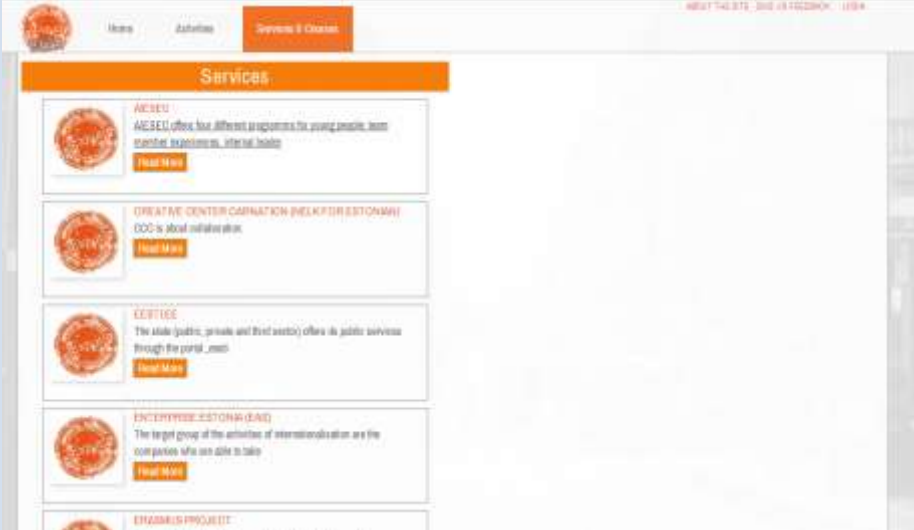 ABOUT THE SITE GIVE US FEEDBACK LOGIN
Home Activities Services & Courses
Services
AIESEC
AIESEC offers four different programms for young people: team
member experiences, internal leader
Read More
CREATIVE CENTER CARNATION (NELK FOR ESTONIAN)
CCC is about collaboration
Read More
EESTI.EE
The state (public, private and third sector) offers its public services
through the portal „eesti
Read More
ENTERPRISE ESTONIA (EAS)
The target group of the activities of internationalisation are the
companies who are able to take
Read More
ERASMUS PROJECT